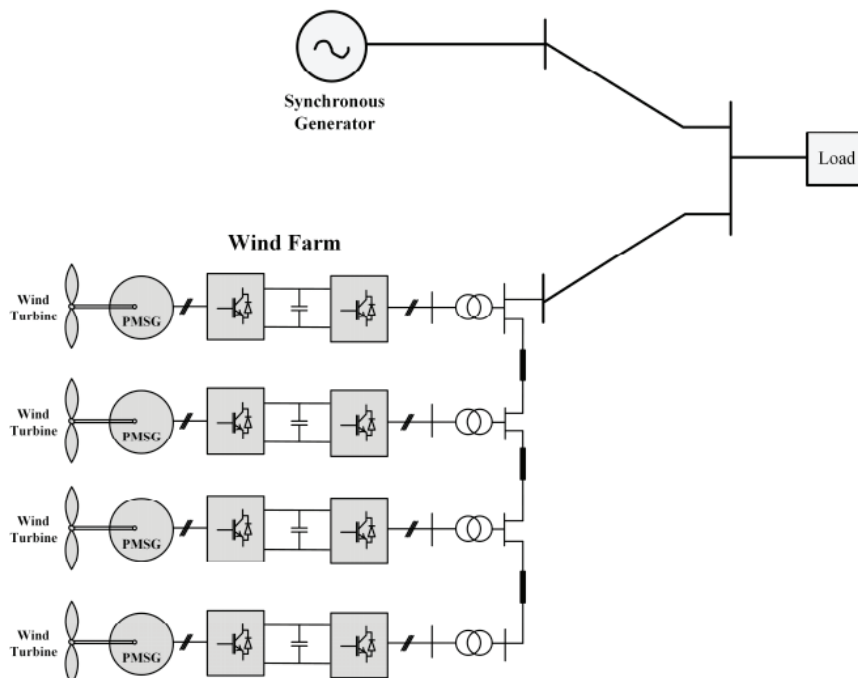 Synchronous
Generator
Load
Wind Farm
Wind
Turbine
PMSG
Wind
Turbine
PMSG
Wind
Turbine
PMSG
Wind
Turbine
PMSG